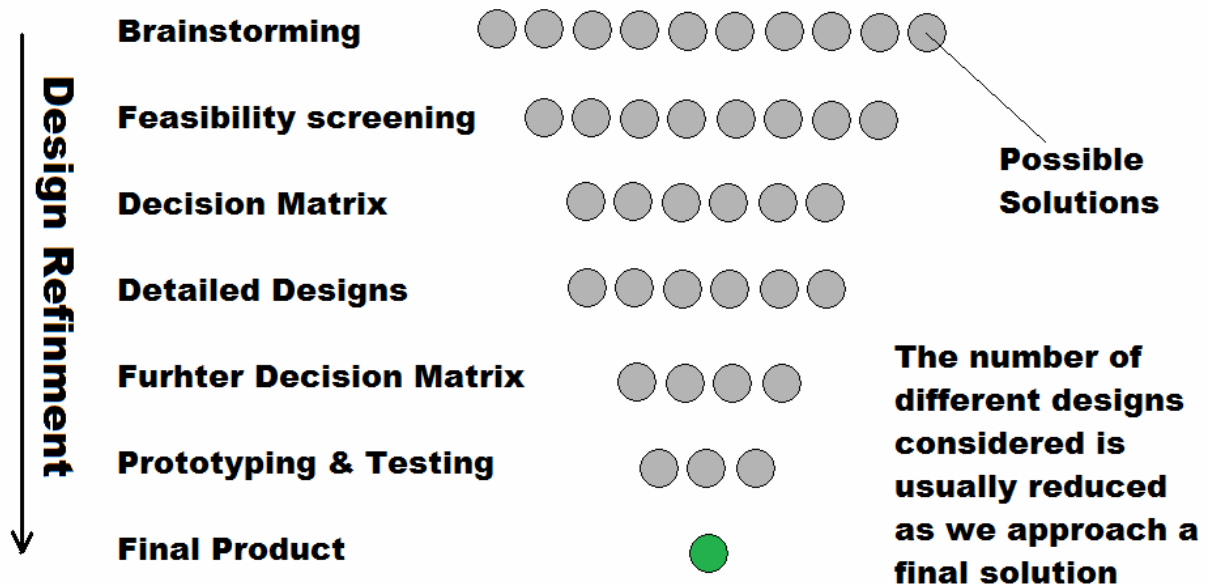 Design Refinment
Brainstorming
Feasibility screening
Decision Matrix
Detailed Designs
Furhter Decision Matrix
Prototyping & Testing
Final Product
Possible
Solutions
The number of
different designs
considered is
usually reduced
as we approach a
final solution